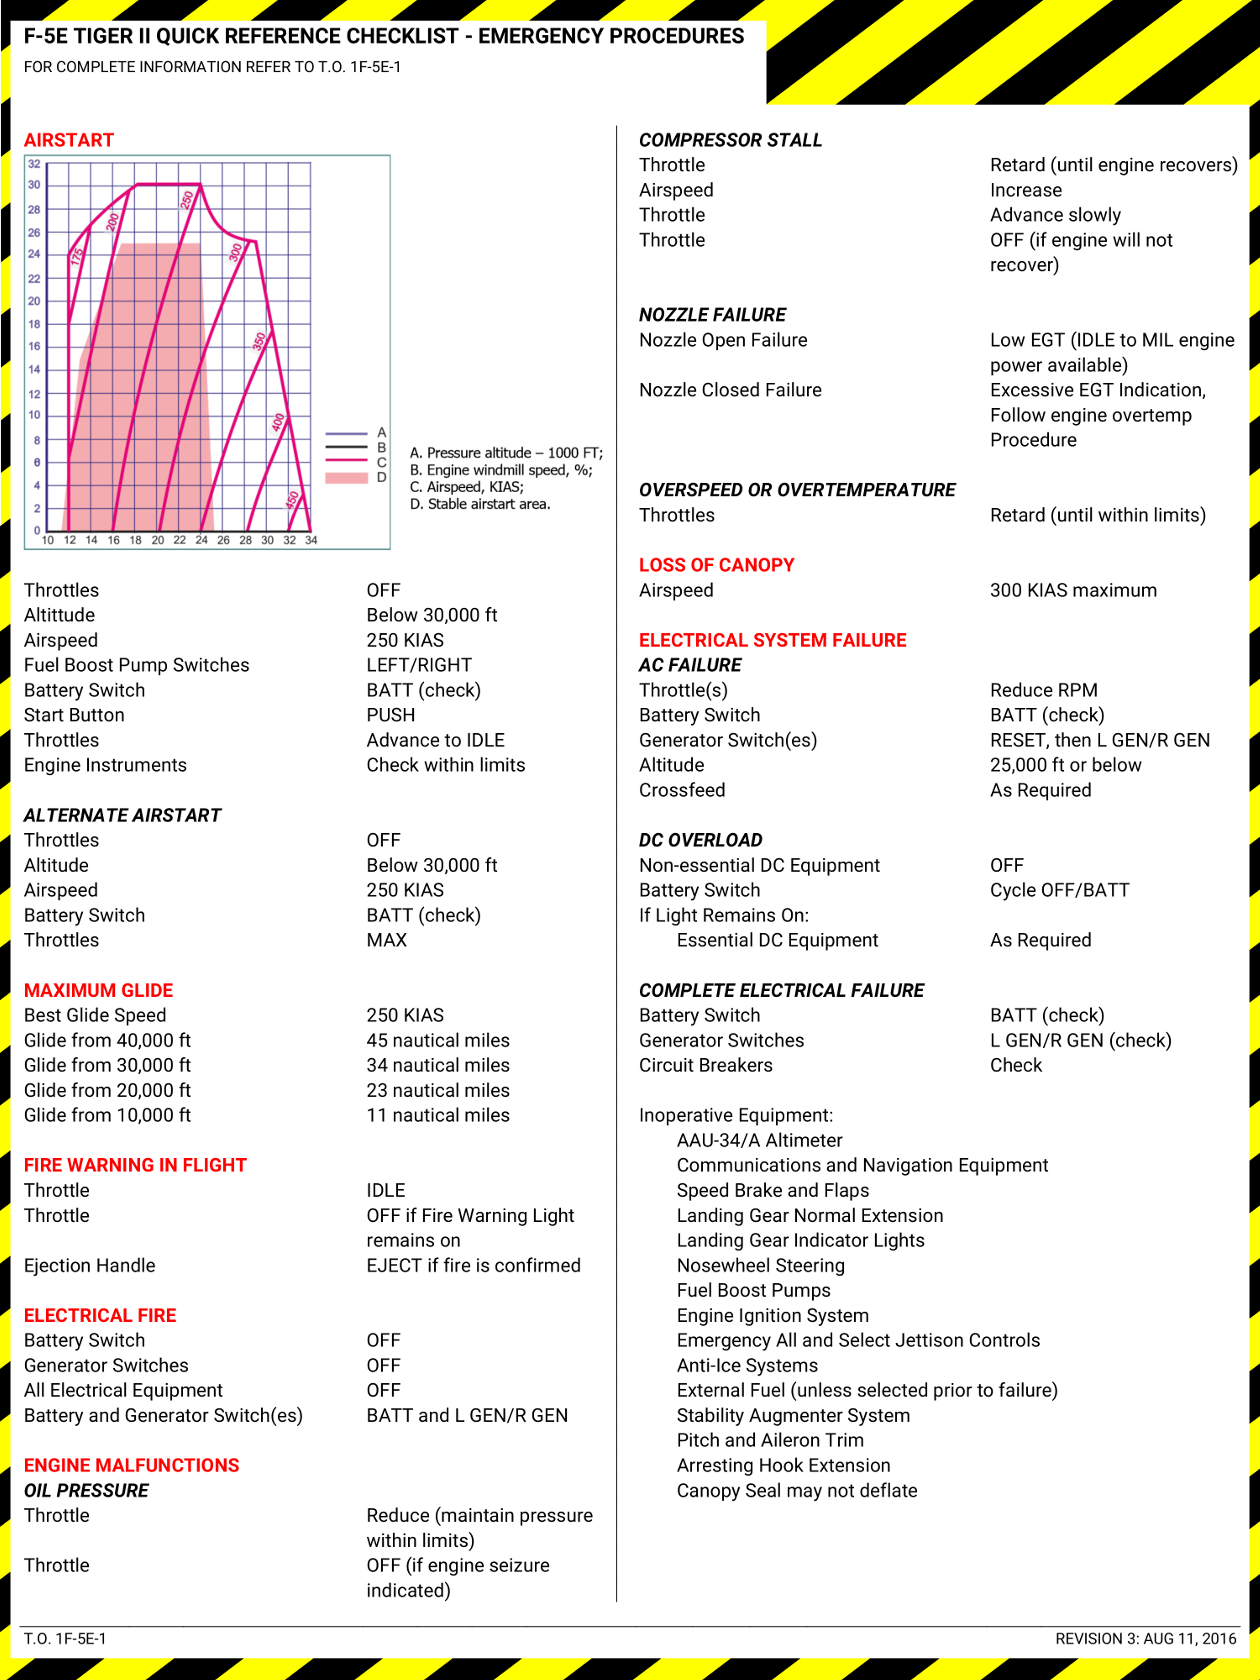 F-5E TIGER II QUICK REFERENCE CHECKLIST - EMERGENCY PROCEDURES
FOR COMPLETE INFORMATION REFER TO T.O. 1F-5E-1
AIRSTART
32
30
28
26
24
22
20
18
16
14
12
10
8
6
4
2
0
10 12 14 16 18 20 22 24 26 28 30 32 34
175
200
250
300
350
400
450
A
B
C
D
A. Pressure altitude – 1000 FT;
B. Engine windmill speed, %;
C. Airspeed, KIAS;
D. Stable airstart area.
Throttles OFF
Altittude Below 30,000 ft
Airspeed 250 KIAS
Fuel Boost Pump Switches LEFT/RIGHT
Battery Switch BATT (check)
Start Button PUSH
Throttles Advance to IDLE
Engine Instruments Check within limits
ALTERNATE AIRSTART
Throttles OFF
Altitude Below 30,000 ft
Airspeed 250 KIAS
Battery Switch BATT (check)
Throttles MAX
MAXIMUM GLIDE
Best Glide Speed 250 KIAS
Glide from 40,000 ft 45 nautical miles
Glide from 30,000 ft 34 nautical miles
Glide from 20,000 ft 23 nautical miles
Glide from 10,000 ft 11 nautical miles
FIRE WARNING IN FLIGHT
Throttle IDLE
Throttle OFF if Fire Warning Light
remains on
Ejection Handle EJECT if fire is confirmed
ELECTRICAL FIRE
Battery Switch OFF
Generator Switches OFF
All Electrical Equipment OFF
Battery and Generator Switch(es) BATT and L GEN/R GEN
ENGINE MALFUNCTIONS
OIL PRESSURE
Throttle Reduce (maintain pressure
within limits)
Throttle OFF (if engine seizure
indicated)
COMPRESSOR STALL
Throttle Retard (until engine recovers)
Airspeed Increase
Throttle Advance slowly
Throttle OFF (if engine will not
recover)
NOZZLE FAILURE
Nozzle Open Failure Low EGT (IDLE to MIL engine
power available)
Nozzle Closed Failure Excessive EGT Indication,
Follow engine overtemp
Procedure
OVERSPEED OR OVERTEMPERATURE
Throttles Retard (until within limits)
LOSS OF CANOPY
Airspeed 300 KIAS maximum
ELECTRICAL SYSTEM FAILURE
AC FAILURE
Throttle(s) Reduce RPM
Battery Switch BATT (check)
Generator Switch(es) RESET, then L GEN/R GEN
Altitude 25,000 ft or below
Crossfeed As Required
DC OVERLOAD
Non-essential DC Equipment OFF
Battery Switch Cycle OFF/BATT
If Light Remains On:
Essential DC Equipment As Required
COMPLETE ELECTRICAL FAILURE
Battery Switch BATT (check)
Generator Switches L GEN/R GEN (check)
Circuit Breakers Check
Inoperative Equipment:
AAU-34/A Altimeter
Communications and Navigation Equipment
Speed Brake and Flaps
Landing Gear Normal Extension
Landing Gear Indicator Lights
Nosewheel Steering
Fuel Boost Pumps
Engine Ignition System
Emergency All and Select Jettison Controls
Anti-Ice Systems
External Fuel (unless selected prior to failure)
Stability Augmenter System
Pitch and Aileron Trim
Arresting Hook Extension
Canopy Seal may not deflate
T.O. 1F-5E-1 REVISION 3: AUG 11, 2016